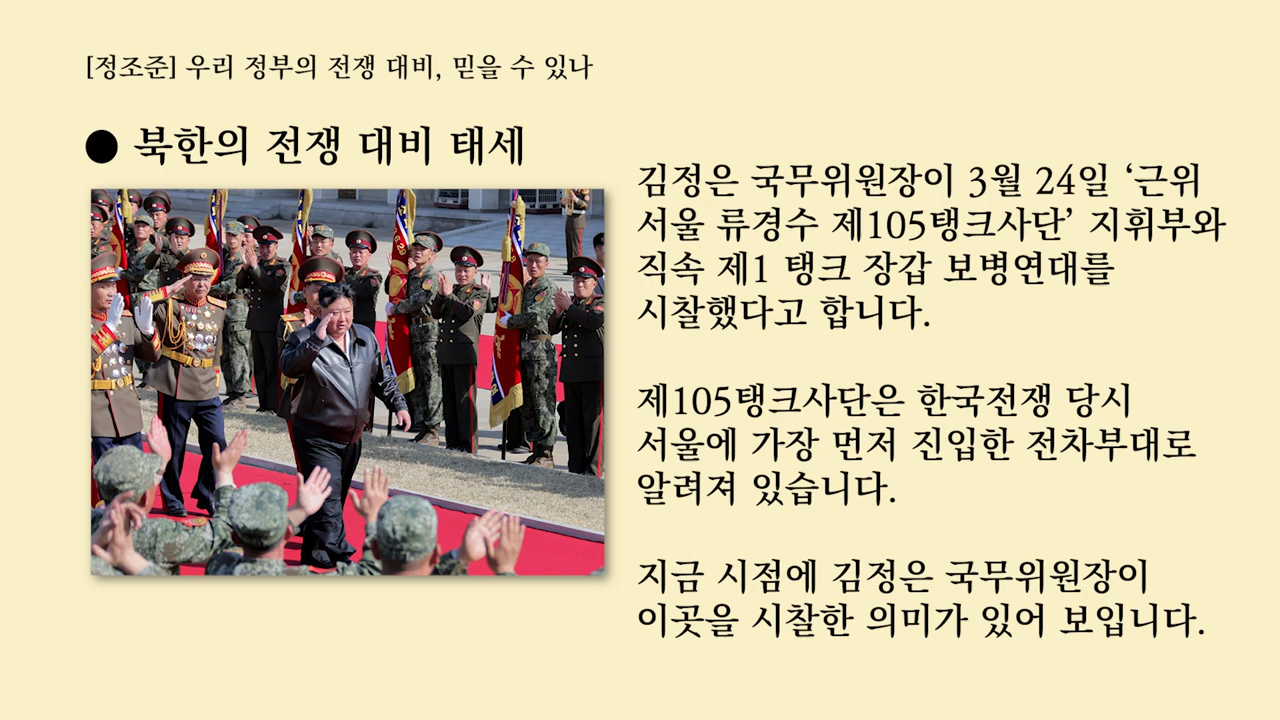 [정조준] 우리 정부의 전쟁 대비, 믿을 수 있나
● 북한의 전쟁 대비 태세
김정은 국무위원장이 3월 24일 ‘근위
서울 류경수 제105탱크사단’ 지휘부와
직속 제1 탱크 장갑 보병연대를
시찰했다고 합니다.
제105탱크사단은 한국전쟁 당시
서울에 가장 먼저 진입한 전차부대로
알려져 있습니다.
지금 시점에 김정은 국무위원장이
이곳을 시찰한 의미가 있어 보입니다.